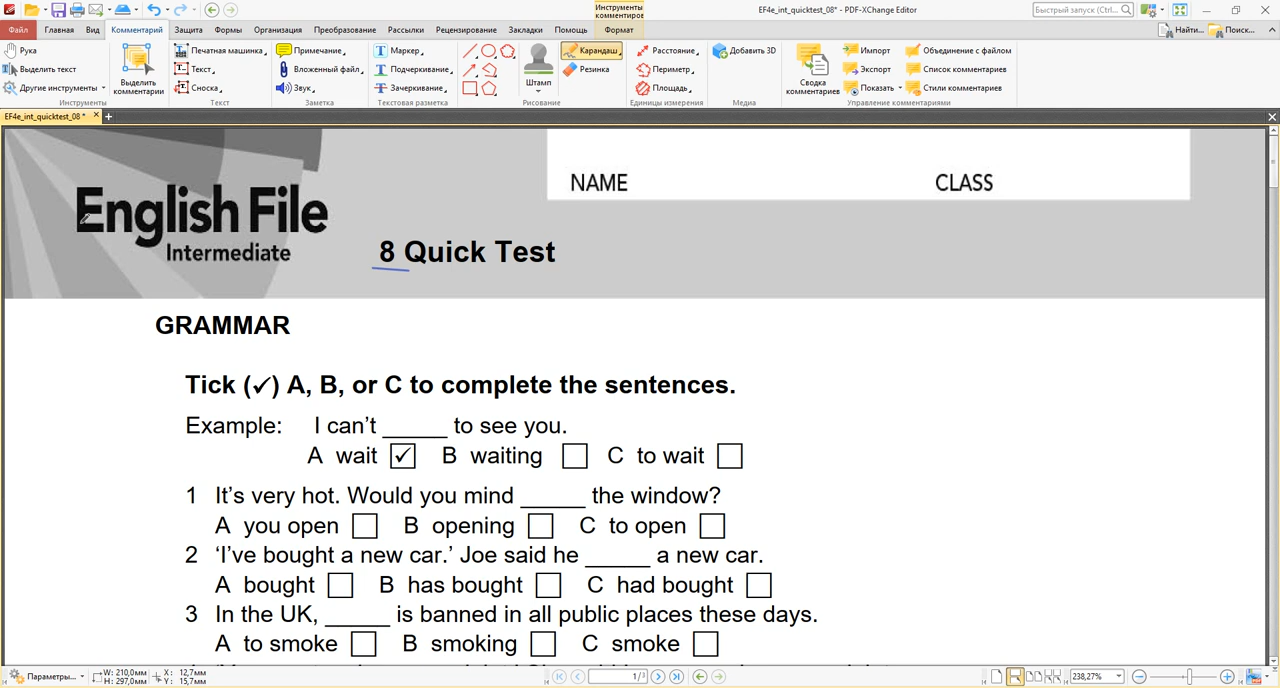 Инструменты
комментиров
EF4e_int_quicktest_08* - PDF-XChange Editor
Быстрый запуск (Ctrl...
Файл Главная Вид Комментарий Защита Формы Организация Преобразование Рассылки Рецензирование Закладки Помощь Формат Найти... Поиск...
Рука
Выделить текст
Другие инструменты
Инструменты
Выделить
комментарии
Печатная машинка
Текст
Сноска
Текст
Примечание
Вложенный файл
Звук
Заметка
Маркер
Подчеркивание
Зачеркивание
Текстовая разметка
Штамп
Карандаш
Резинка
Рисование
Расстояние
Периметр
Площадь
Единицы измерения
Добавить 3D
Медиа
Сводка
комментариев
Импорт
Экспорт
Показать
Объединение с файлом
Список комментариев
Стили комментариев
Управление комментариями
EF4e_int_quicktest_08 *
NAME CLASS
English File
Intermediate
8 Quick Test
GRAMMAR
Tick (✓) A, B, or C to complete the sentences.
Example: I can’t _____ to see you.
A wait ✓ B waiting C to wait
1 It’s very hot. Would you mind _____ the window?
A you open B opening C to open
2 ‘I’ve bought a new car.’ Joe said he _____ a new car.
A bought B has bought C had bought
3 In the UK, _____ is banned in all public places these days.
A to smoke B smoking C smoke
Параметры...
W: 210,0мм
H: 297,0мм
X: 12,7мм
Y: 15,7мм
1/3
238,27%